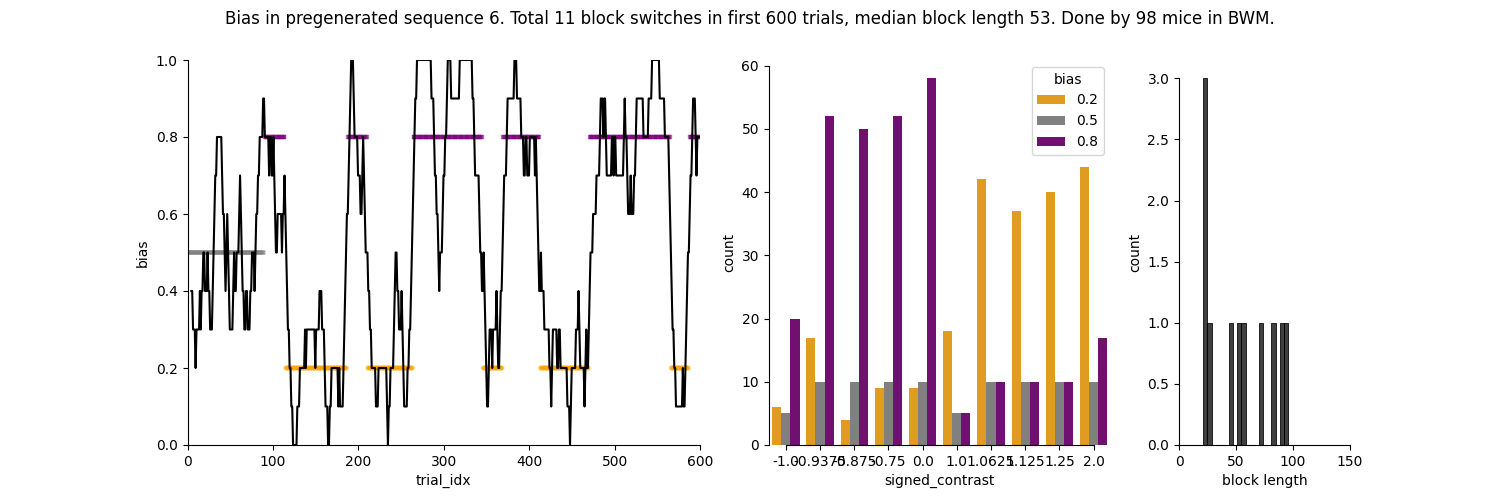 Bias in pregenerated sequence 6. Total 11 block switches in first 600 trials, median block length 53. Done by 98 mice in BWM.
bias
1.0
0.8
0.6
0.4
0.2
0.0
0 100 200 300 400 500 600
trial_idx
count
60
50
40
30
20
10
0
bias
0.2
0.5
0.8
-1.0 -0.9375 -0.875 -0.75 0.0 1.0 1.0625 1.125 1.25 2.0
signed_contrast
count
3.0
2.5
2.0
1.5
1.0
0.5
0.0
0 50 100 150
block length